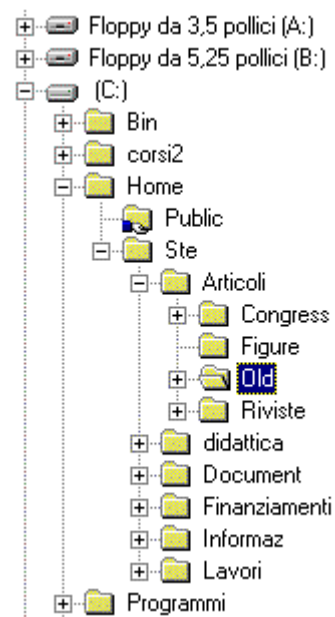 Floppy da 3,5 pollici (A:)
Floppy da 5,25 pollici (B:)
(C:)
Bin
corsi2
Home
Public
Ste
Articoli
Congress
Figure
Old
Riviste
didattica
Document
Finanziamenti
Informaz
Lavori
Programmi